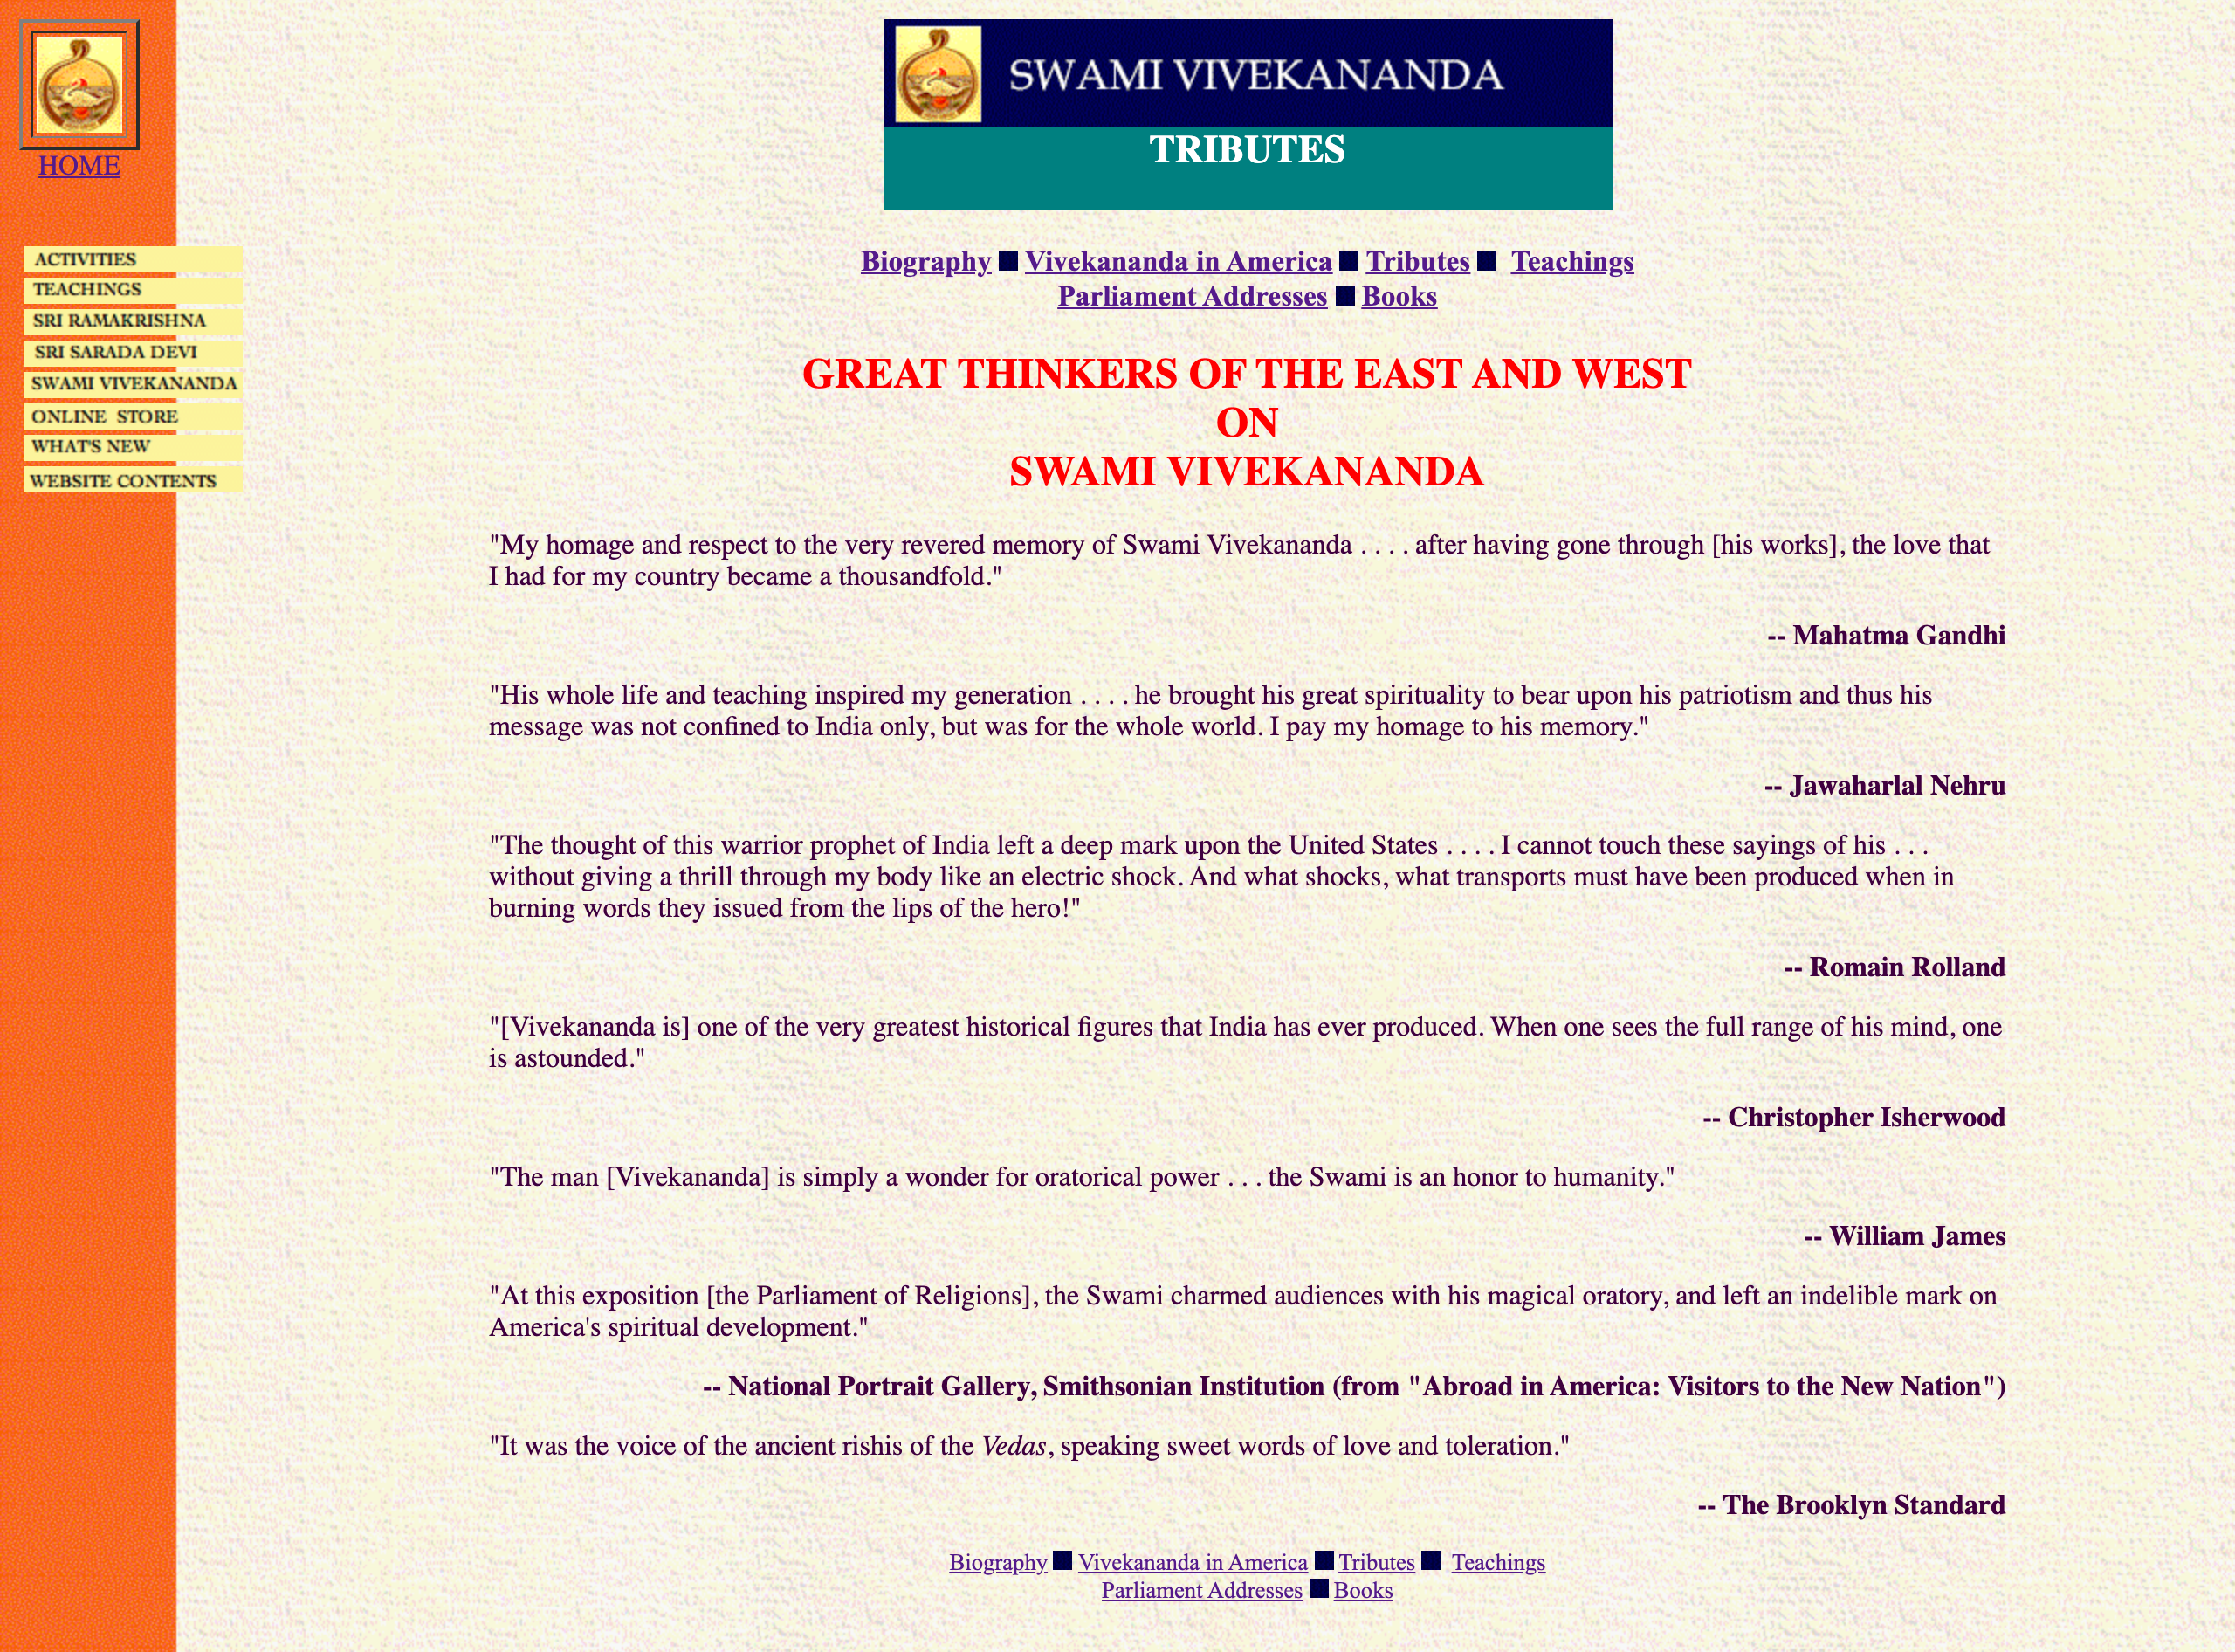 HOME
ACTIVITIES
TEACHINGS
SRI RAMAKRISHNA
SRI SARADA DEVI
SWAMI VIVEKANANDA
ONLINE STORE
WHAT'S NEW
WEBSITE CONTENTS
SWAMI VIVEKANANDA
TRIBUTES
Biography Vivekananda in America Tributes Teachings
Parliament Addresses Books
GREAT THINKERS OF THE EAST AND WEST
ON
SWAMI VIVEKANANDA
"My homage and respect to the very revered memory of Swami Vivekananda . . . . after having gone through [his works], the love that
I had for my country became a thousandfold."
-- Mahatma Gandhi
"His whole life and teaching inspired my generation . . . . he brought his great spirituality to bear upon his patriotism and thus his
message was not confined to India only, but was for the whole world. I pay my homage to his memory."
-- Jawaharlal Nehru
"The thought of this warrior prophet of India left a deep mark upon the United States . . . . I cannot touch these sayings of his . . .
without giving a thrill through my body like an electric shock. And what shocks, what transports must have been produced when in
burning words they issued from the lips of the hero!"
-- Romain Rolland
"[Vivekananda is] one of the very greatest historical figures that India has ever produced. When one sees the full range of his mind, one
is astounded."
-- Christopher Isherwood
"The man [Vivekananda] is simply a wonder for oratorical power . . . the Swami is an honor to humanity."
-- William James
"At this exposition [the Parliament of Religions], the Swami charmed audiences with his magical oratory, and left an indelible mark on
America's spiritual development."
-- National Portrait Gallery, Smithsonian Institution (from "Abroad in America: Visitors to the New Nation")
"It was the voice of the ancient rishis of the Vedas, speaking sweet words of love and toleration."
-- The Brooklyn Standard
Biography Vivekananda in America Tributes Teachings
Parliament Addresses Books